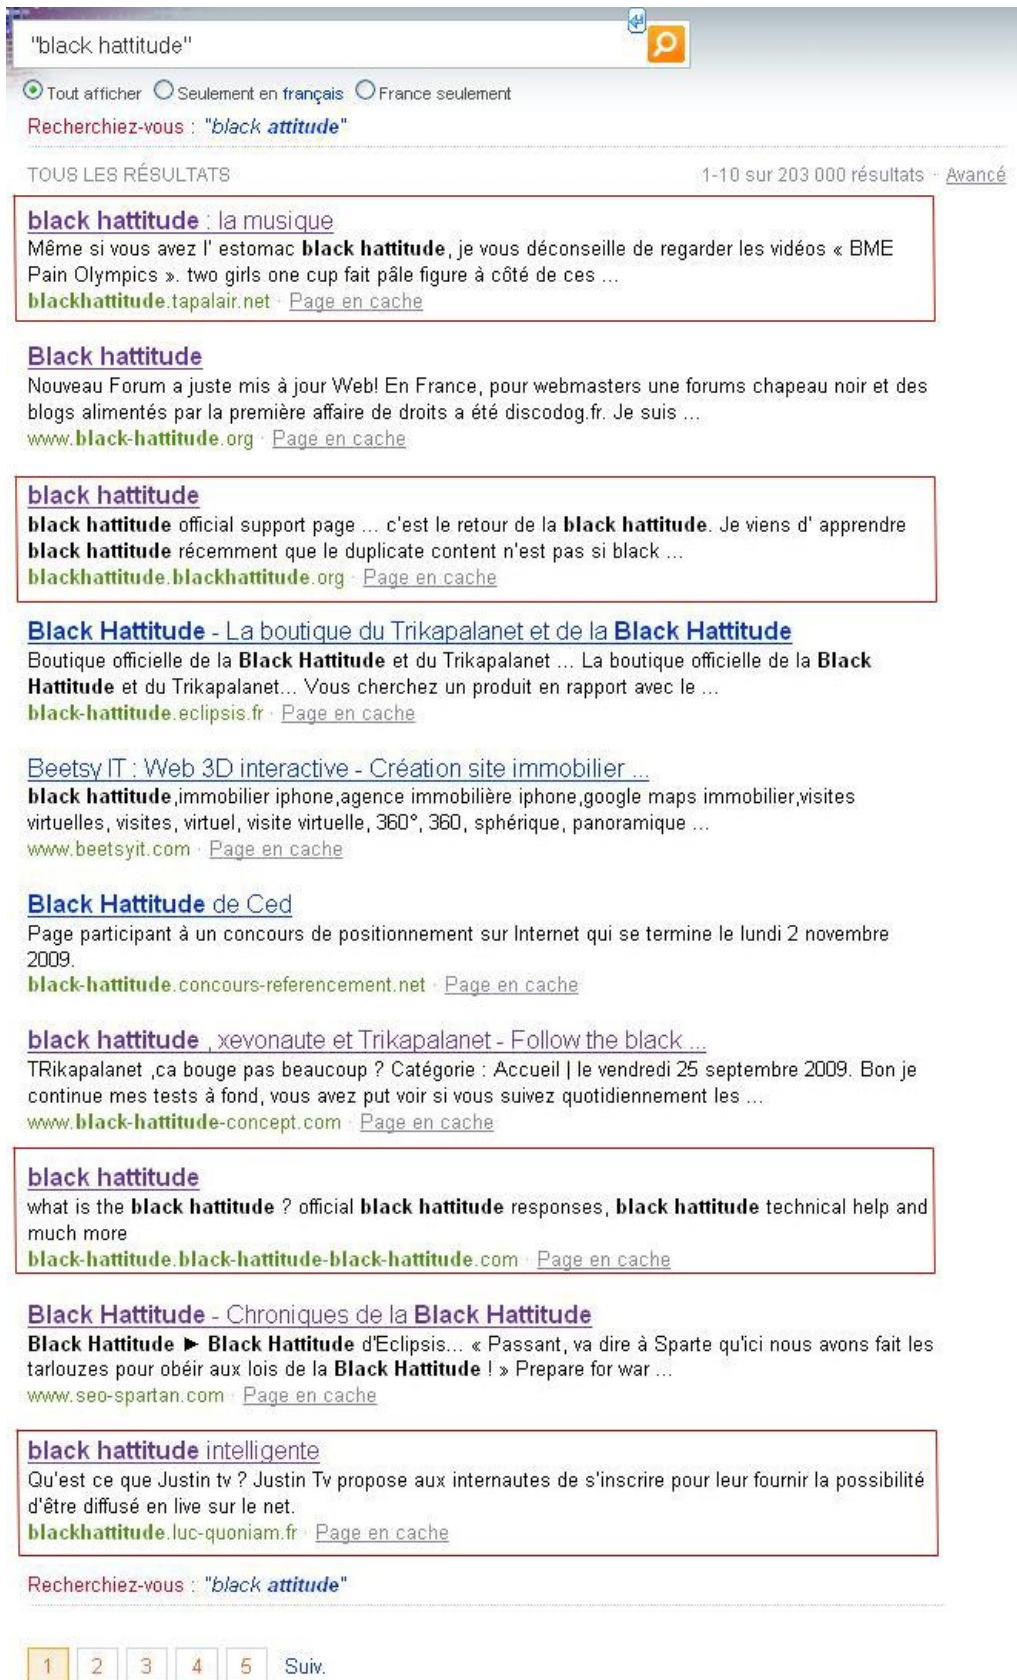 "black hattitude"
Tout afficher Seulement en français France seulement
Recherchiez-vous : "black attitude"
TOUS LES RÉSULTATS 1-10 sur 203 000 résultats · Avancé
black hattitude : la musique
Même si vous avez l' estomac black hattitude, je vous déconseille de regarder les vidéos « BME
Pain Olympics ». two girls one cup fait pâle figure à côté de ces ...
blackhattitude.tapalair.net · Page en cache
Black hattitude
Nouveau Forum a juste mis à jour Web! En France, pour webmasters une forums chapeau noir et des
blogs alimentés par la première affaire de droits a été discodog.fr. Je suis ...
www.black-hattitude.org · Page en cache
black hattitude
black hattitude official support page ... c'est le retour de la black hattitude. Je viens d' apprendre
black hattitude récemment que le duplicate content n'est pas si black ...
blackhattitude.blackhattitude.org · Page en cache
Black Hattitude - La boutique du Trikapalanet et de la Black Hattitude
Boutique officielle de la Black Hattitude et du Trikapalanet ... La boutique officielle de la Black
Hattitude et du Trikapalanet... Vous cherchez un produit en rapport avec le ...
black-hattitude.eclipsis.fr · Page en cache
Beetsy IT : Web 3D interactive - Création site immobilier ...
black hattitude,immobilier iphone,agence immobilière iphone,google maps immobilier,visites
virtuelles, visites, virtuel, visite virtuelle, 360°, 360, sphérique, panoramique ...
www.beetsyit.com · Page en cache
Black Hattitude de Ced
Page participant à un concours de positionnement sur Internet qui se termine le lundi 2 novembre
2009.
black-hattitude.concours-referencement.net · Page en cache
black hattitude , xevonaute et Trikapalanet - Follow the black ...
TRikapalanet ,ca bouge pas beaucoup ? Catégorie : Accueil | le vendredi 25 septembre 2009. Bon je
continue mes tests à fond, vous avez put voir si vous suivez quotidiennement les ...
www.black-hattitude-concept.com · Page en cache
black hattitude
what is the black hattitude ? official black hattitude responses, black hattitude technical help and
much more
black-hattitude.black-hattitude-black-hattitude.com · Page en cache
Black Hattitude - Chroniques de la Black Hattitude
Black Hattitude ► Black Hattitude d'Eclipsis... « Passant, va dire à Sparte qu'ici nous avons fait les
tarlouzes pour obéir aux lois de la Black Hattitude ! » Prepare for war ...
www.seo-spartan.com · Page en cache
black hattitude intelligente
Qu'est ce que Justin tv ? Justin Tv propose aux internautes de s'inscrire pour leur fournir la possibilité
d'être diffusé en live sur le net.
blackhattitude.luc-quoniam.fr · Page en cache
Recherchiez-vous : "black attitude"
1 2 3 4 5 Suiv.